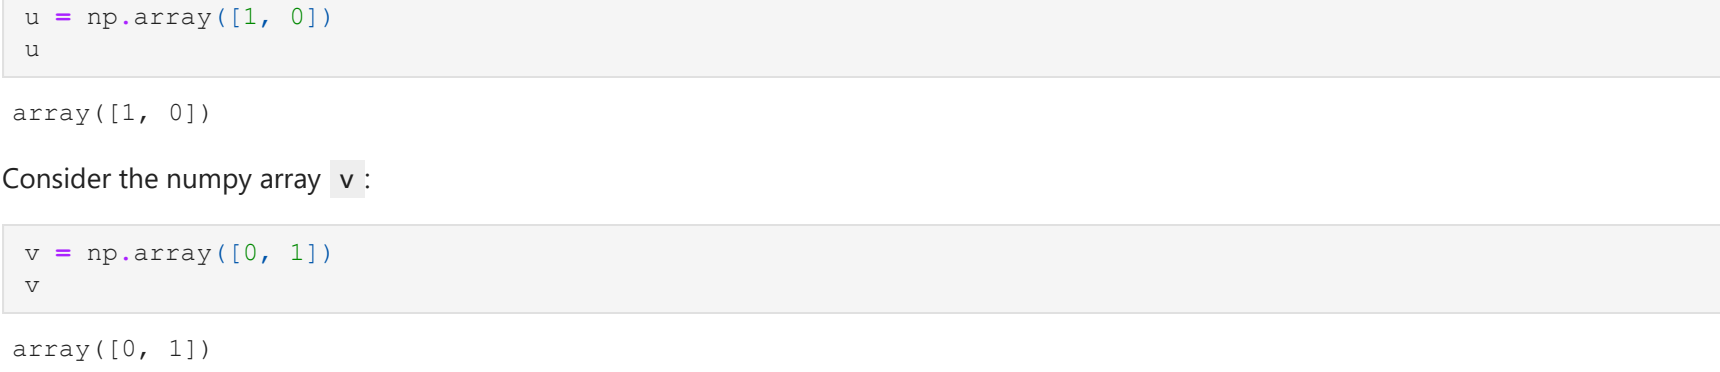 u = np.array([1, 0])
u
array([1, 0])
Consider the numpy array v :
v = np.array([0, 1])
v
array([0, 1])